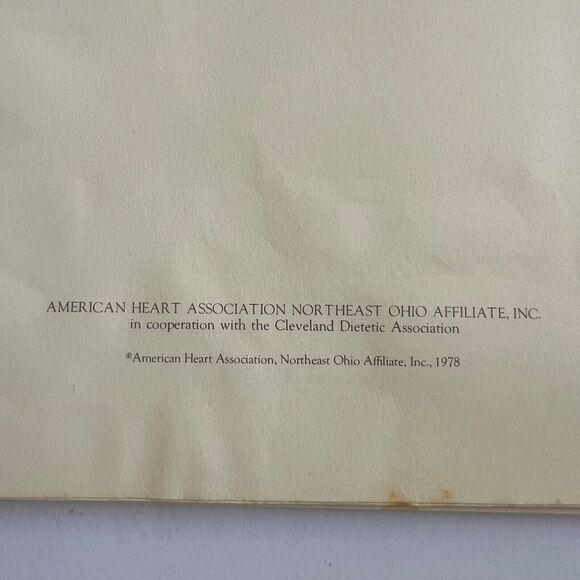 AMERICAN HEART ASSOCIATION NORTHEAST OHIO AFFILIATE, INC.
in cooperation with the Cleveland Dietetic Association
®American Heart Association, Northeast Ohio Affiliate, Inc., 1978